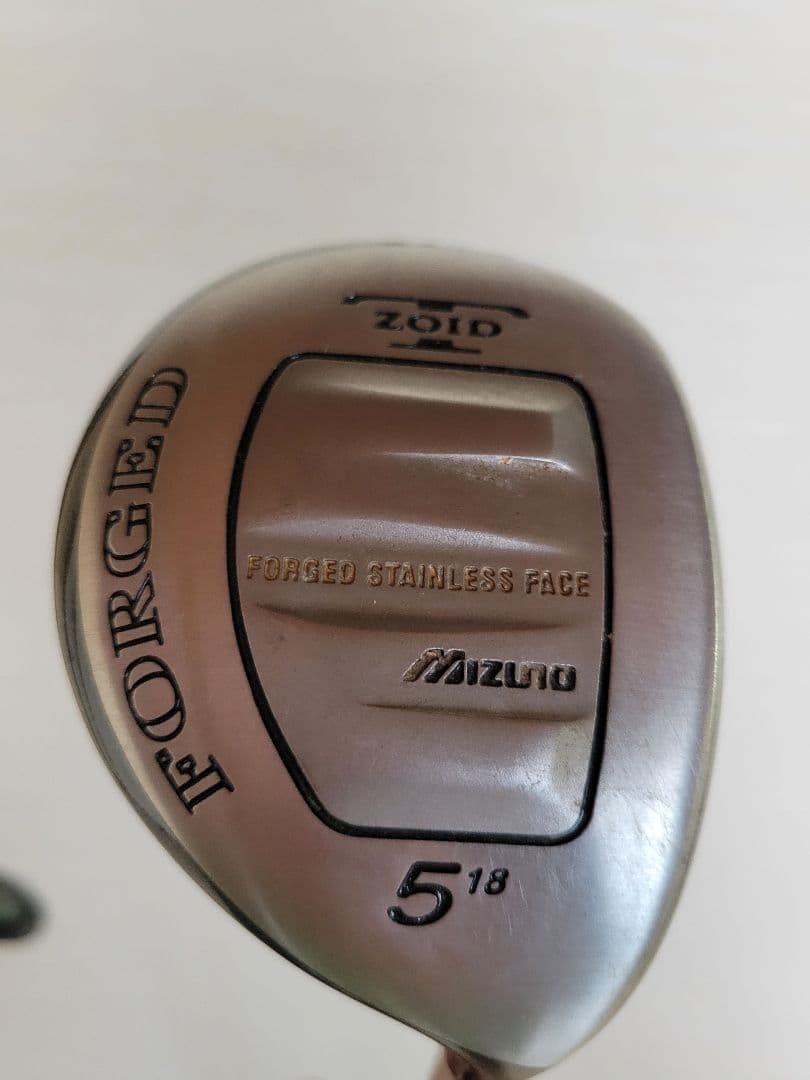 T ZOID
FORGED
FORGED STAINLESS FACE
MIZUNO
5 18